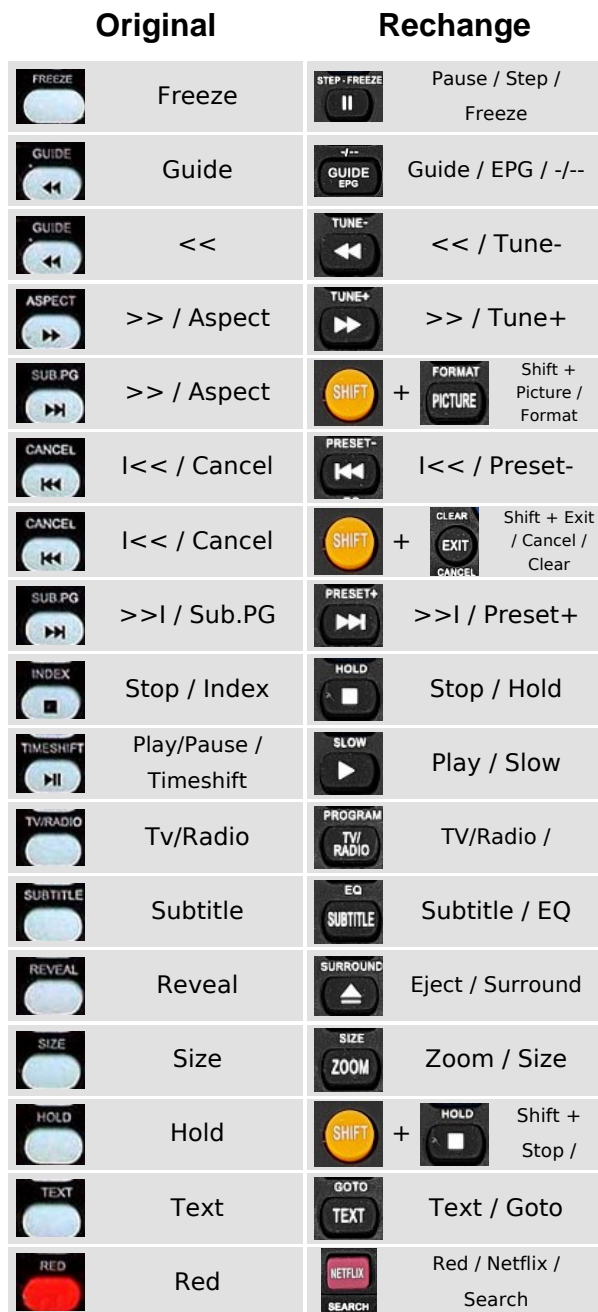 Original Rechange
FREEZE Freeze STEP-FREEZE Pause / Step /
Freeze
GUIDE Guide -/-- GUIDE EPG Guide / EPG / -/--
GUIDE << TUNE- << / Tune-
ASPECT >> / Aspect TUNE+ >> / Tune+
SUB.PG >> / Aspect SHIFT + FORMAT PICTURE Shift +
Picture /
Format
CANCEL I<< / Cancel PRESET- I<< / Preset-
CANCEL I<< / Cancel SHIFT + CLEAR EXIT CANCEL Shift + Exit
/ Cancel /
Clear
SUB.PG >>I / Sub.PG PRESET+ >>I / Preset+
INDEX Stop / Index HOLD Stop / Hold
TIMESHIFT Play/Pause /
Timeshift SLOW Play / Slow
TV/RADIO Tv/Radio PROGRAM TV/ RADIO TV/Radio /
SUBTITLE Subtitle EQ SUBTITLE Subtitle / EQ
REVEAL Reveal SURROUND Eject / Surround
SIZE Size SIZE ZOOM Zoom / Size
HOLD Hold SHIFT + HOLD Shift +
Stop /
TEXT Text GOTO TEXT Text / Goto
RED Red NETFLIX SEARCH Red / Netflix /
Search